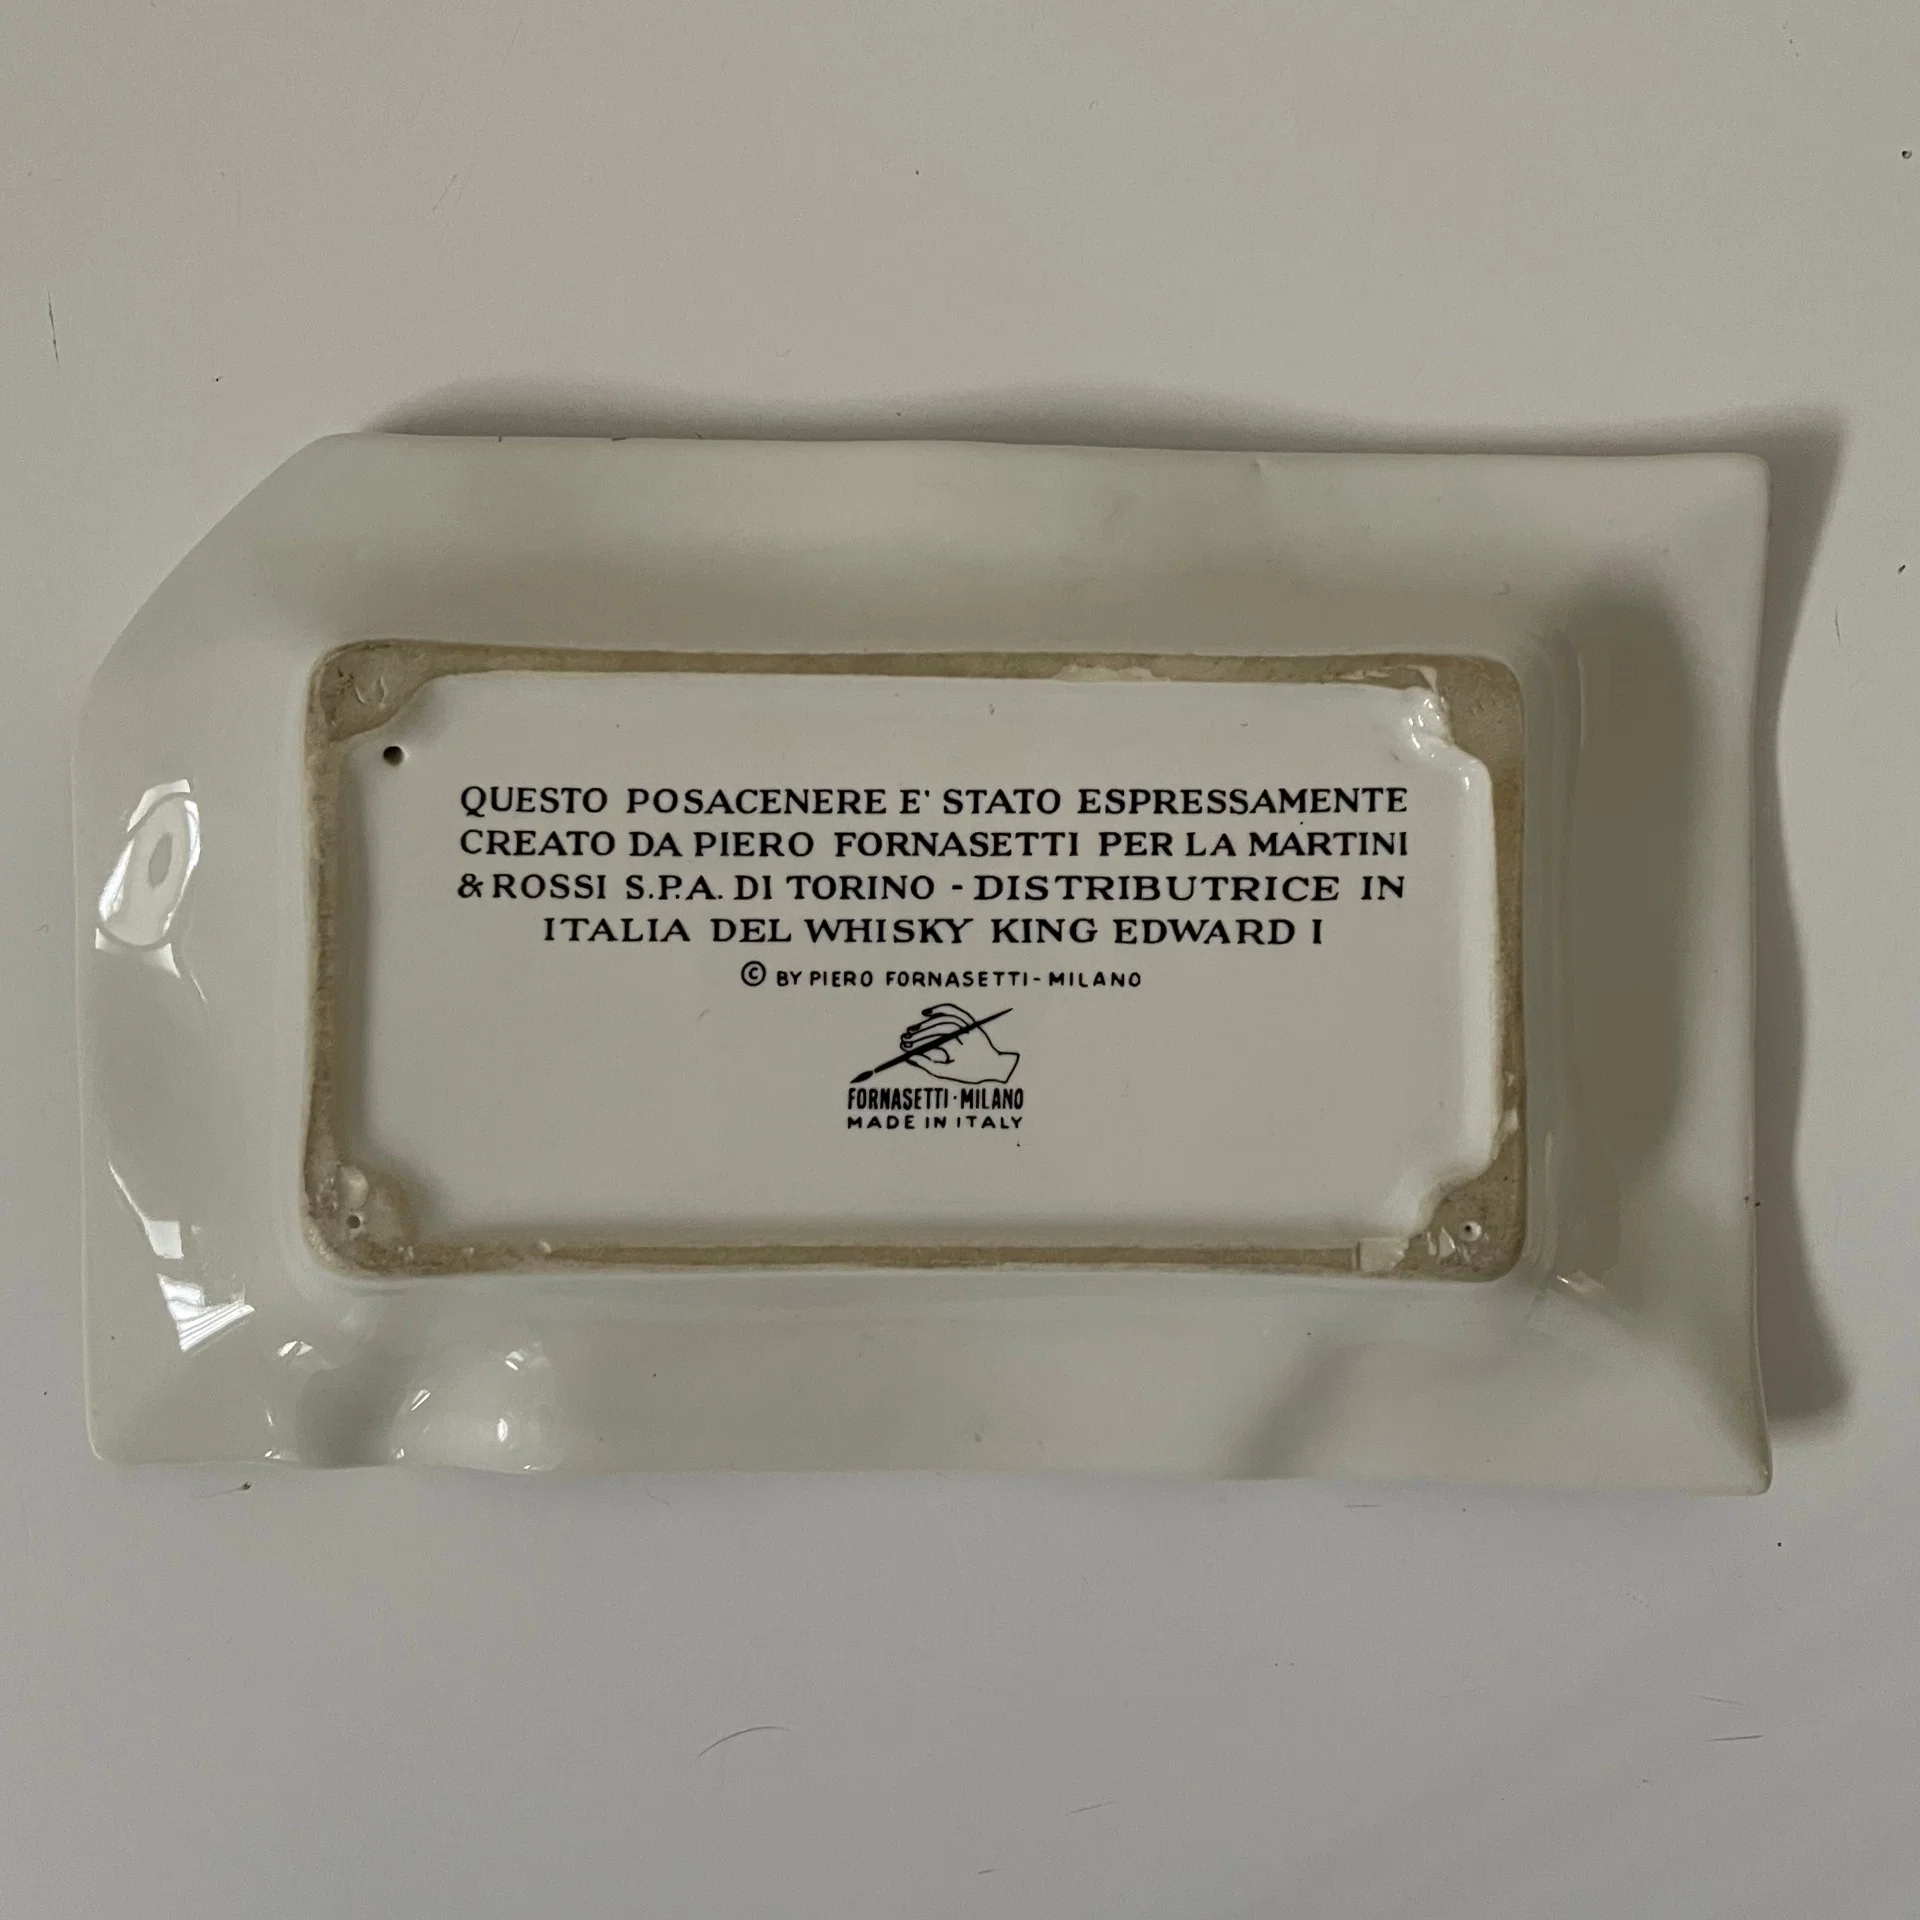 QUESTO POSACENERE E' STATO ESPRESSAMENTE
CREATO DA PIERO FORNASETTI PER LA MARTINI
& ROSSI S.P.A. DI TORINO - DISTRIBUTRICE IN
ITALIA DEL WHISKY KING EDWARD I
© BY PIERO FORNASETTI - MILANO
FORNASETTI · MILANO
MADE IN ITALY